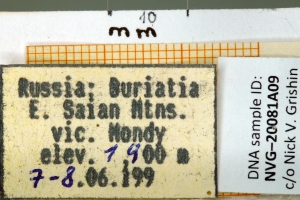 10
mm
Russia: Buriatia
E. Saian Mtns.
vic. Mondy
elev. 1900 m
7-8.06.199
DNA sample ID:
NVG-20081A09
c/o Nick V. Grishin